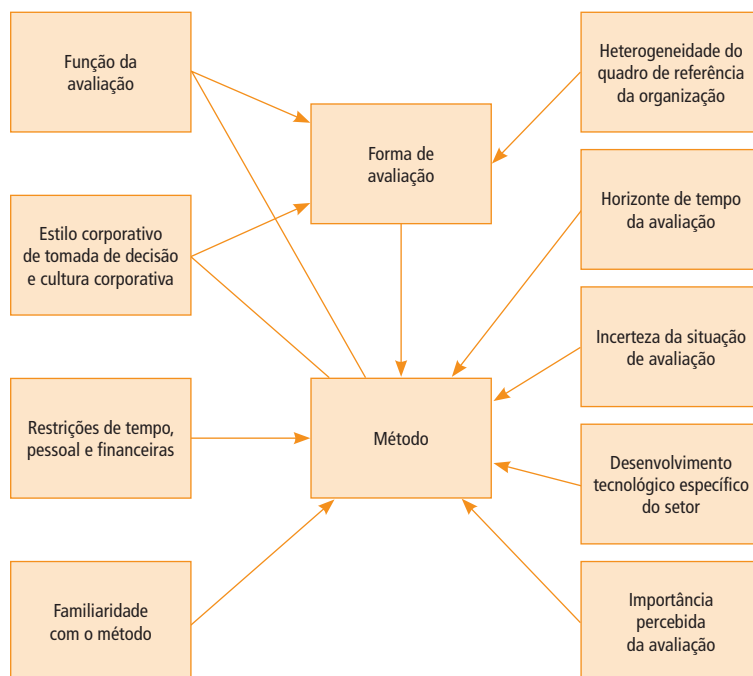 Função da
avaliação
Estilo corporativo
de tomada de decisão
e cultura corporativa
Restrições de tempo,
pessoal e financeiras
Familiaridade
com o método
Forma de
avaliação
Método
Heterogeneidade do
quadro de referência
da organização
Horizonte de tempo
da avaliação
Incerteza da situação
de avaliação
Desenvolvimento
tecnológico específico
do setor
Importância
percebida
da avaliação